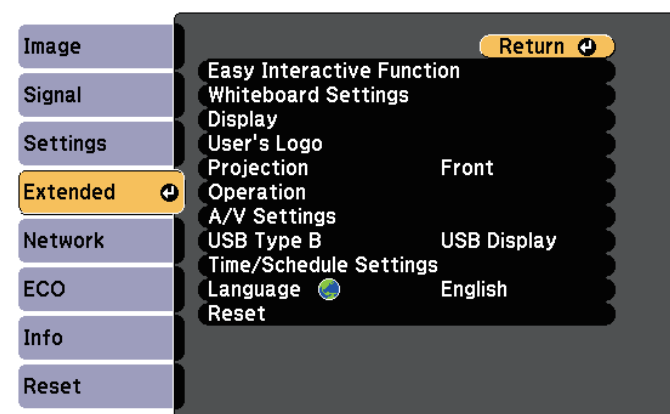 Image
Signal
Settings
Extended
Network
ECO
Info
Reset
Return
Easy Interactive Function
Whiteboard Settings
Display
User's Logo
Projection Front
Operation
A/V Settings
USB Type B USB Display
Time/Schedule Settings
Language English
Reset